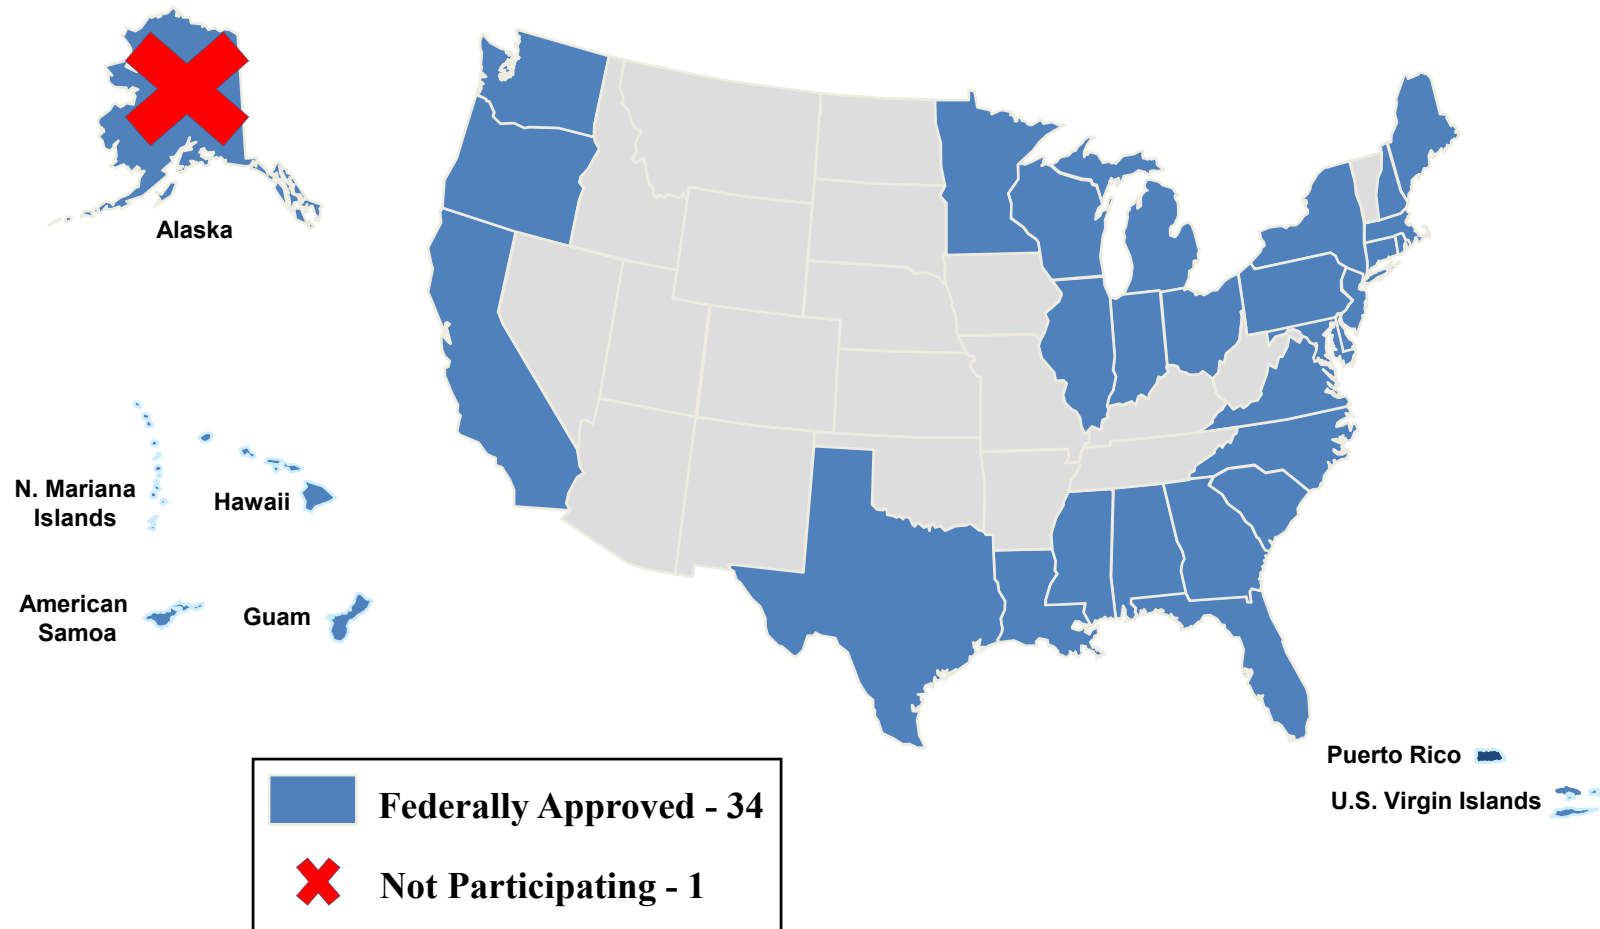 Alaska
N. Mariana
Islands
Hawaii
American
Samoa
Guam
Puerto Rico
U.S. Virgin Islands
Federally Approved - 34
Not Participating - 1